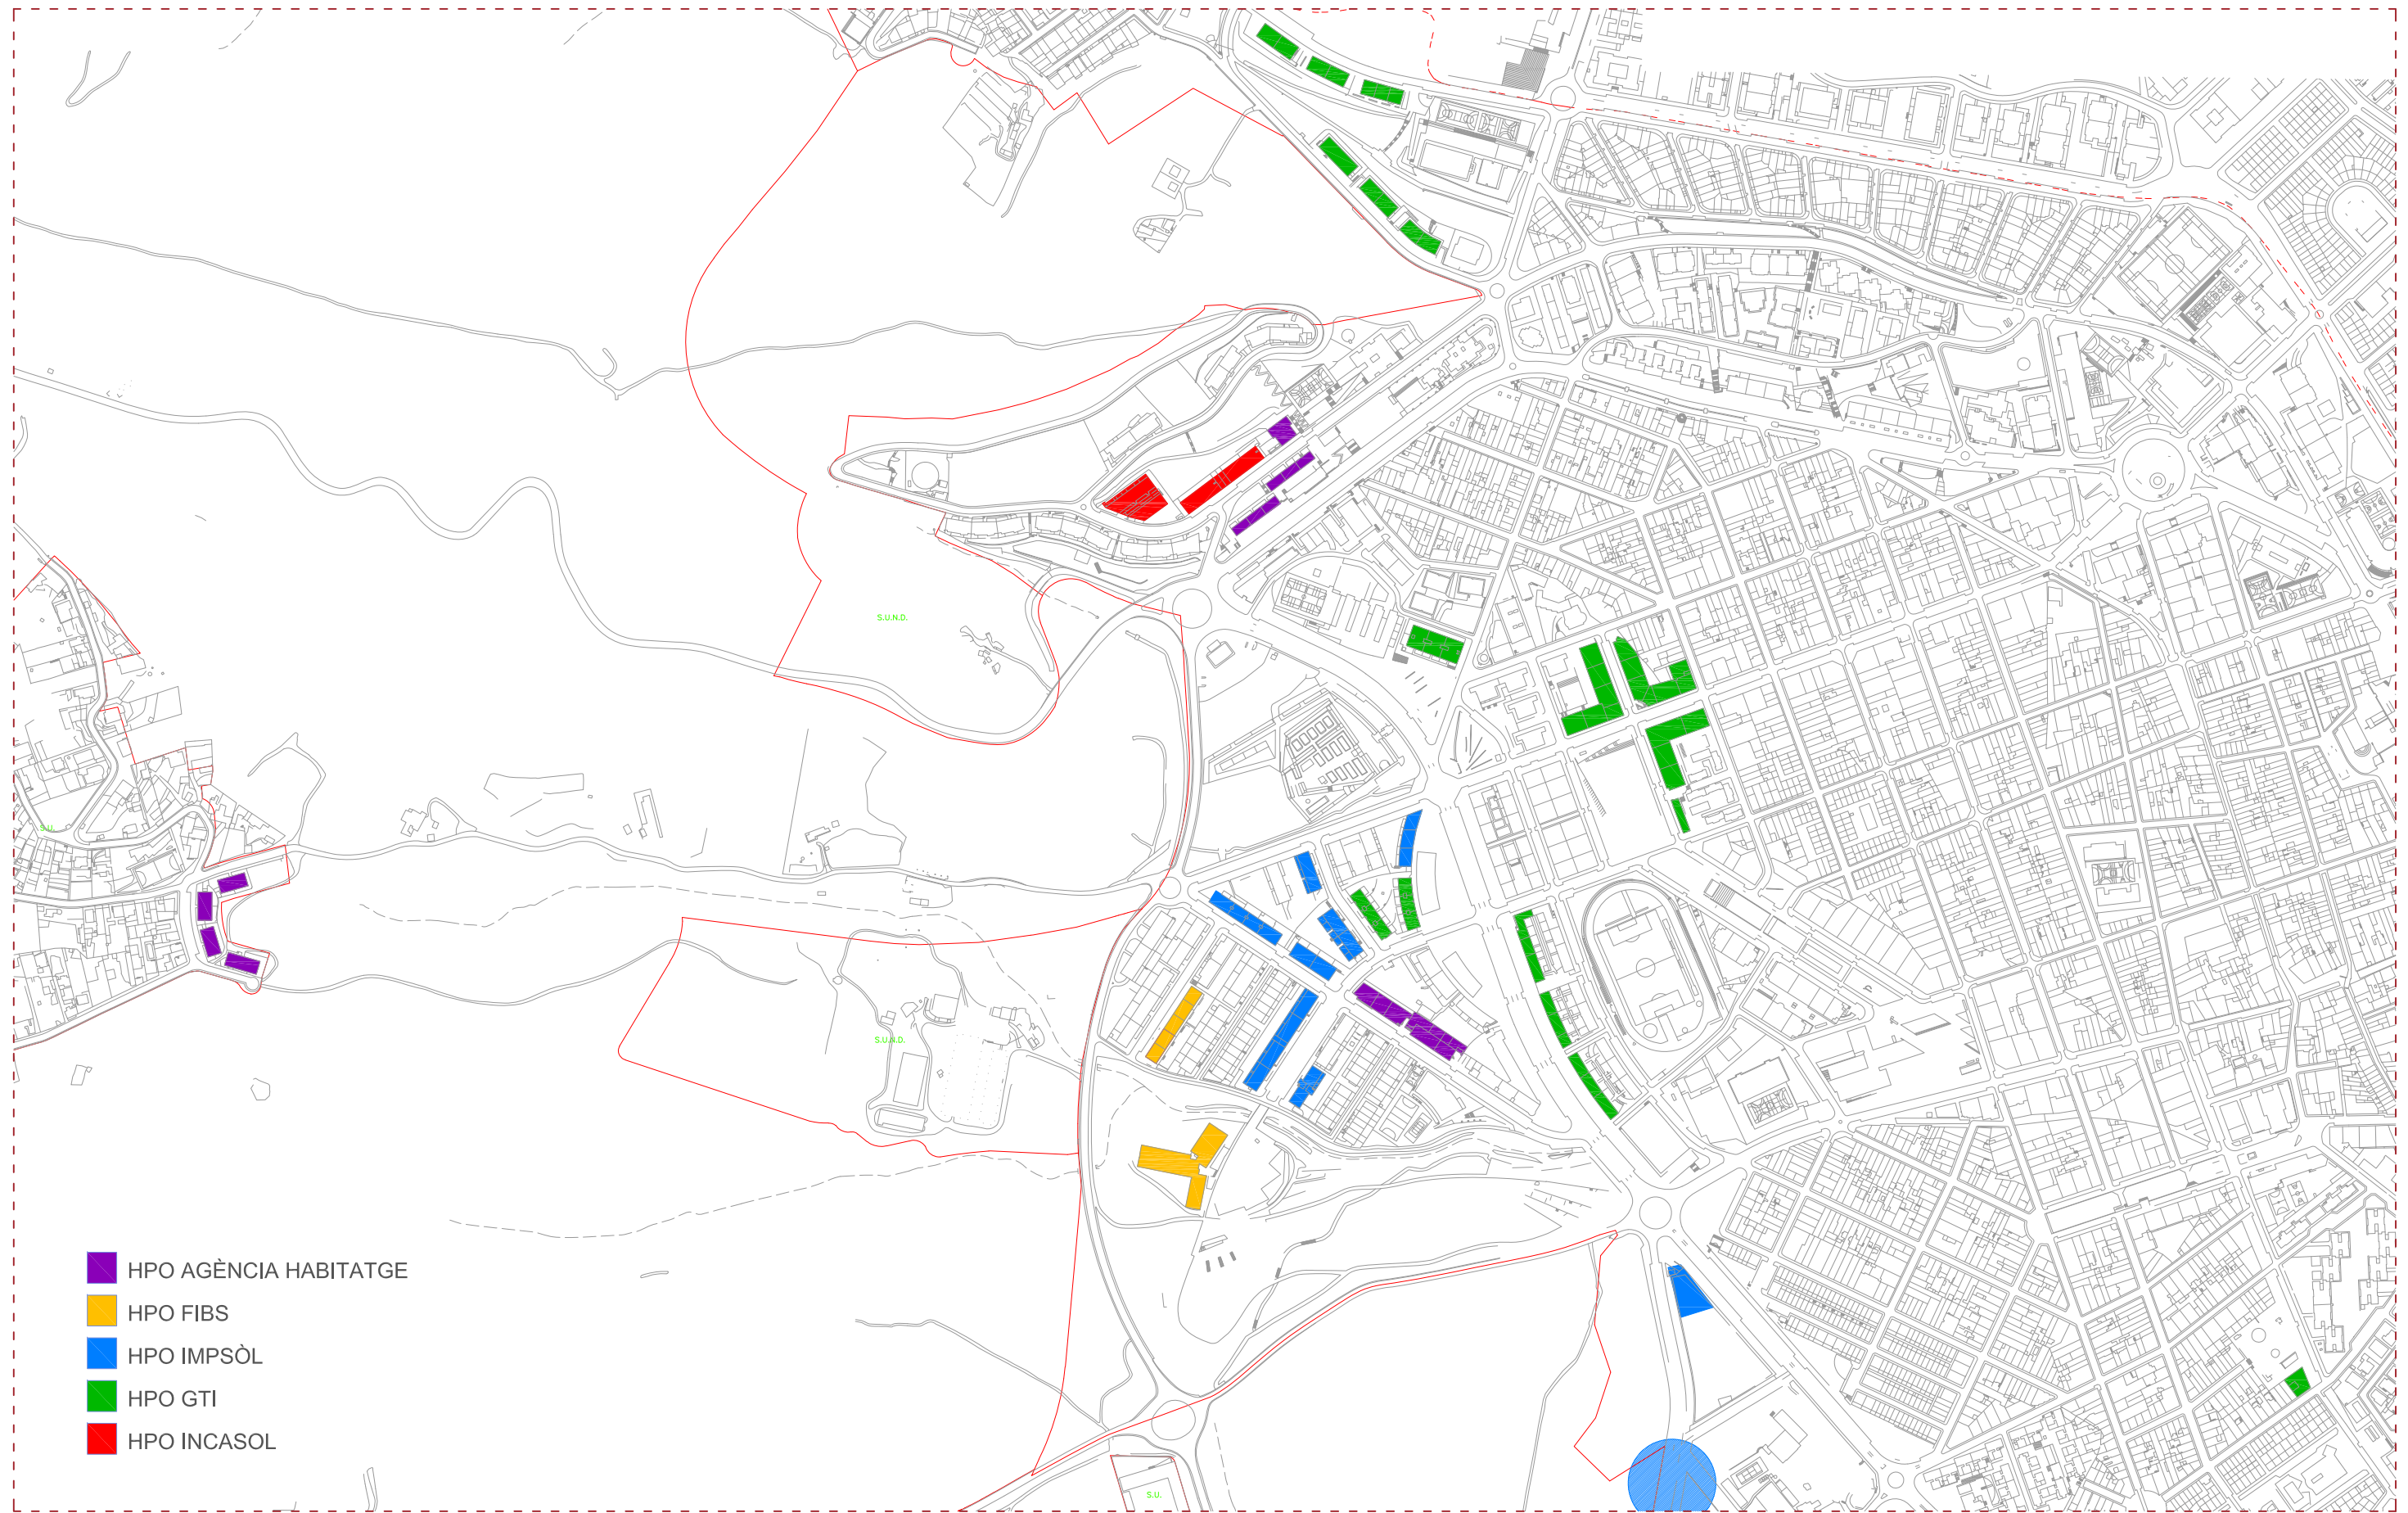 S.U.N.D.
S.U.
S.U.N.D.
HPO AGÈNCIA HABITATGE
HPO FIBS
HPO IMPSÒL
HPO GTI
HPO INCASOL
S.U.